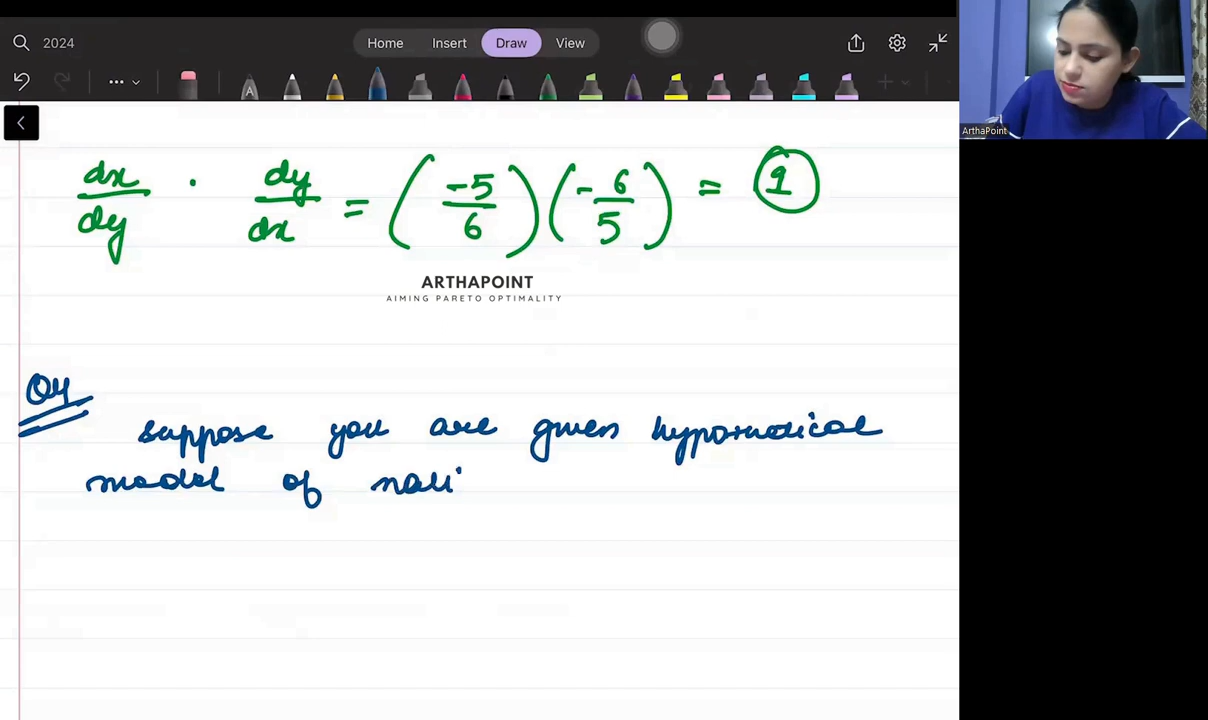 2024
Home Insert Draw View
A
dx/dy · dy/dx = (-5/6)(-6/5) = 1
ARTHAPOINT
AIMING PARETO OPTIMALITY
Q4
suppose you are given hypothetical
model of nati
ArthaPoint